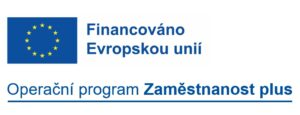 Financováno
Evropskou unií
Operační program Zaměstnanost plus